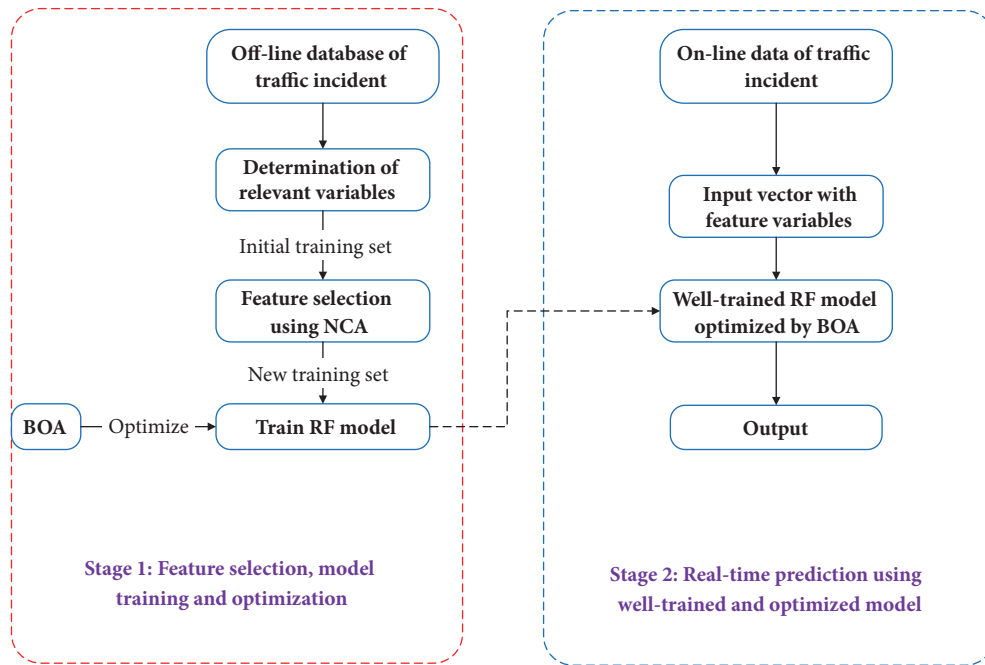 Off-line database of
traffic incident
Determination of
relevant variables
Initial training set
Feature selection
using NCA
New training set
BOA
Optimize
Train RF model
Stage 1: Feature selection, model
training and optimization
On-line data of traffic
incident
Input vector with
feature variables
Well-trained RF model
optimized by BOA
Output
Stage 2: Real-time prediction using
well-trained and optimized model